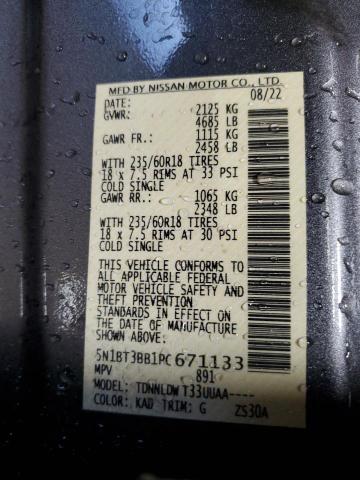 MFD BY NISSAN MOTOR CO., LTD.
DATE: 08/22
GVWR: 2125 KG
4685 LB
GAWR FR.: 1115 KG
2458 LB
WITH 235/60R18 TIRES
18 x 7.5 RIMS AT 33 PSI
COLD SINGLE
GAWR RR.: 1065 KG
2348 LB
WITH 235/60R18 TIRES
18 x 7.5 RIMS AT 30 PSI
COLD SINGLE
THIS VEHICLE CONFORMS TO
ALL APPLICABLE FEDERAL
MOTOR VEHICLE SAFETY AND
THEFT PREVENTION
STANDARDS IN EFFECT ON
THE DATE OF MANUFACTURE
SHOWN ABOVE:
5N1BT3BB1PC671133
891
MPV
MODEL: TDNNLDW T33UUAA----
COLOR: KAD TRIM: G ZS30A